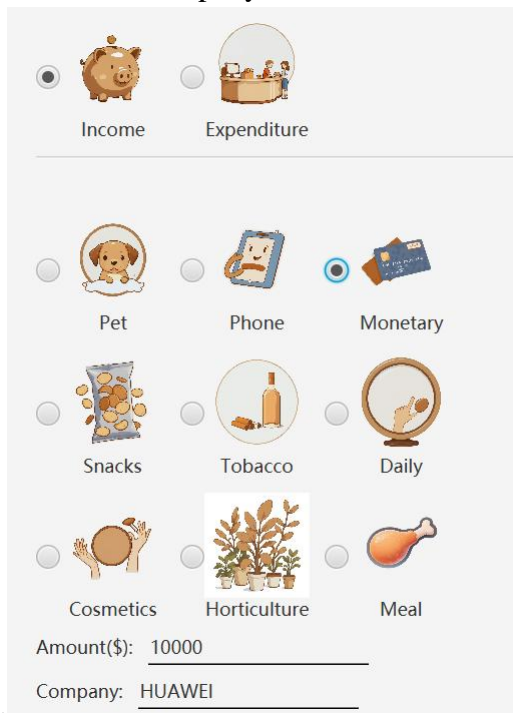 Income Expenditure
Pet Phone Monetary
Snacks Tobacco Daily
Cosmetics Horticulture Meal
Amount($): 10000
Company: HUAWEI